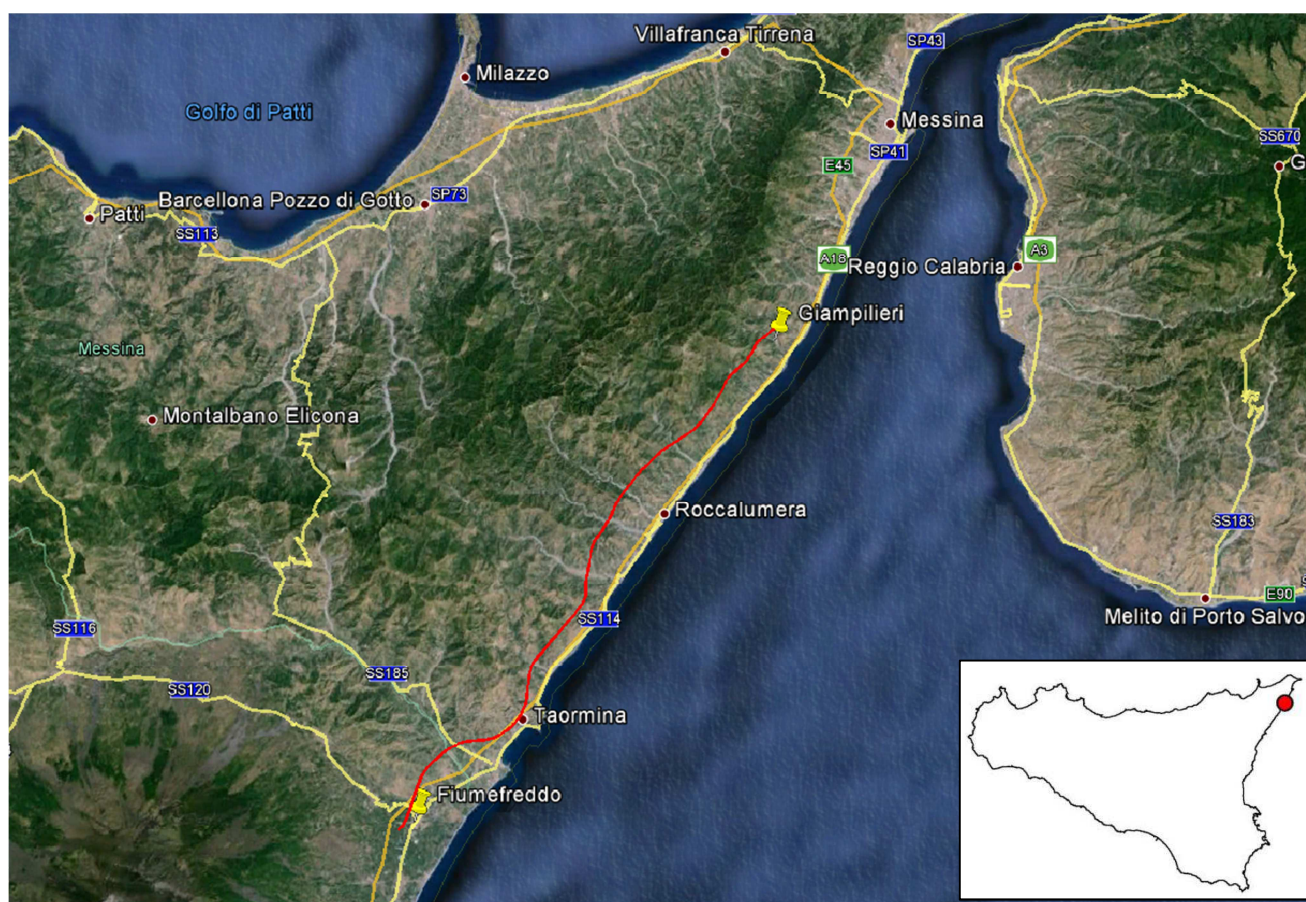 Villafranca Tirrena
SP43
Milazzo
Golfo di Patti
Messina
SS670
G
SP41
E45
Barcellona Pozzo di Gotto
SP73
Patti
SS113
A18
Reggio Calabria
A3
Giampilieri
Messina
Montalbano Elicona
Roccalumera
SS183
E90
Melito di Porto Salvo
SS114
SS116
SS185
SS120
Taormina
Fiumefreddo